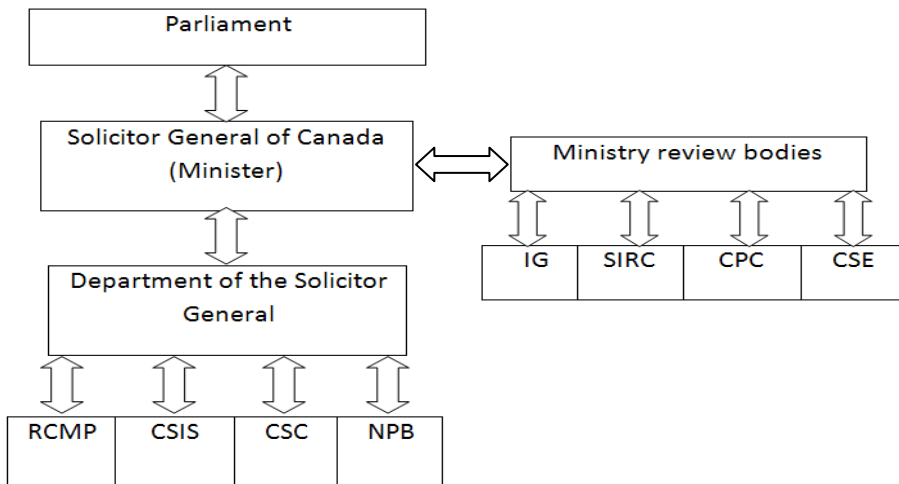 Parliament
Solicitor General of Canada
(Minister)
Ministry review bodies
IG SIRC CPC CSE
Department of the Solicitor
General
RCMP CSIS CSC NPB